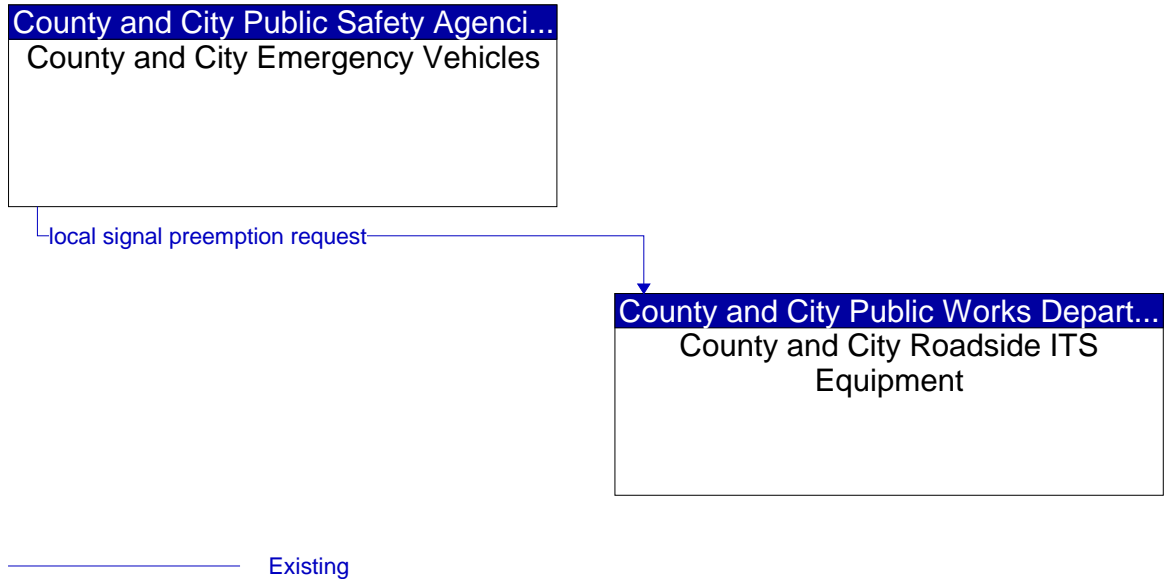 County and City Public Safety Agenci...
County and City Emergency Vehicles
local signal preemption request
County and City Public Works Depart...
County and City Roadside ITS
Equipment
Existing